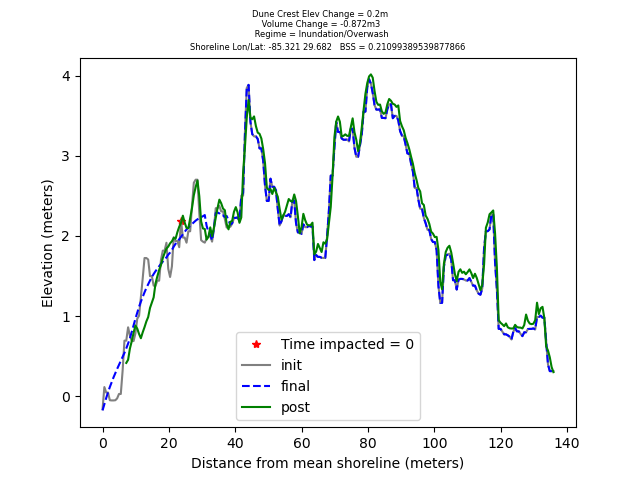 Dune Crest Elev Change = 0.2m
Volume Change = -0.872m3
Regime = Inundation/Overwash
Shoreline Lon/Lat: -85.321 29.682 BSS = 0.21099389539877866
4
3
2
1
0
Elevation (meters)
Time impacted = 0
init
final
post
0 20 40 60 80 100 120 140
Distance from mean shoreline (meters)